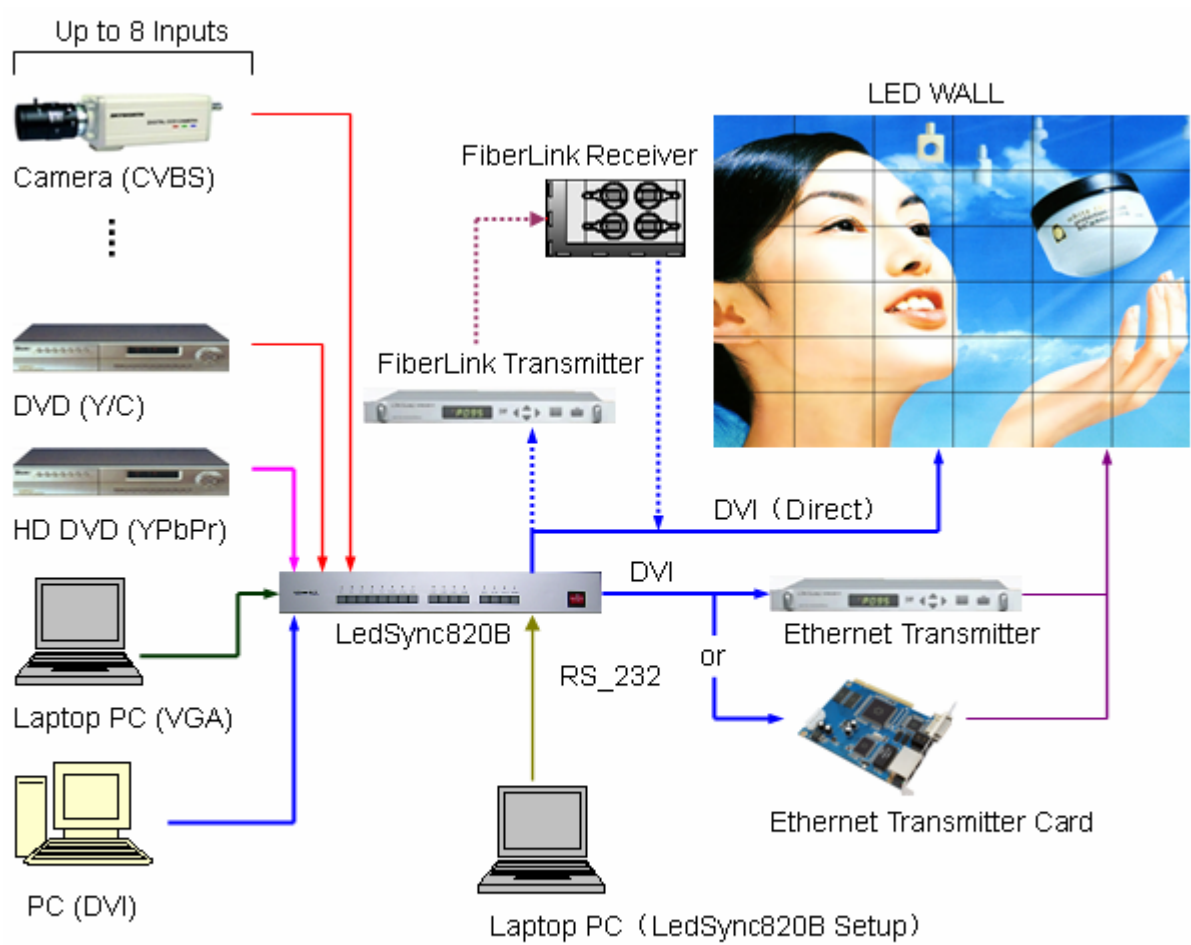 Up to 8 Inputs
LED WALL
FiberLink Receiver
Camera (CVBS)
FiberLink Transmitter
DVD (Y/C)
DVI (Direct)
HD DVD (YPbPr)
DVI
LedSync820B
Ethernet Transmitter
or
RS_232
Laptop PC (VGA)
Ethernet Transmitter Card
PC (DVI)
Laptop PC (LedSync820B Setup)